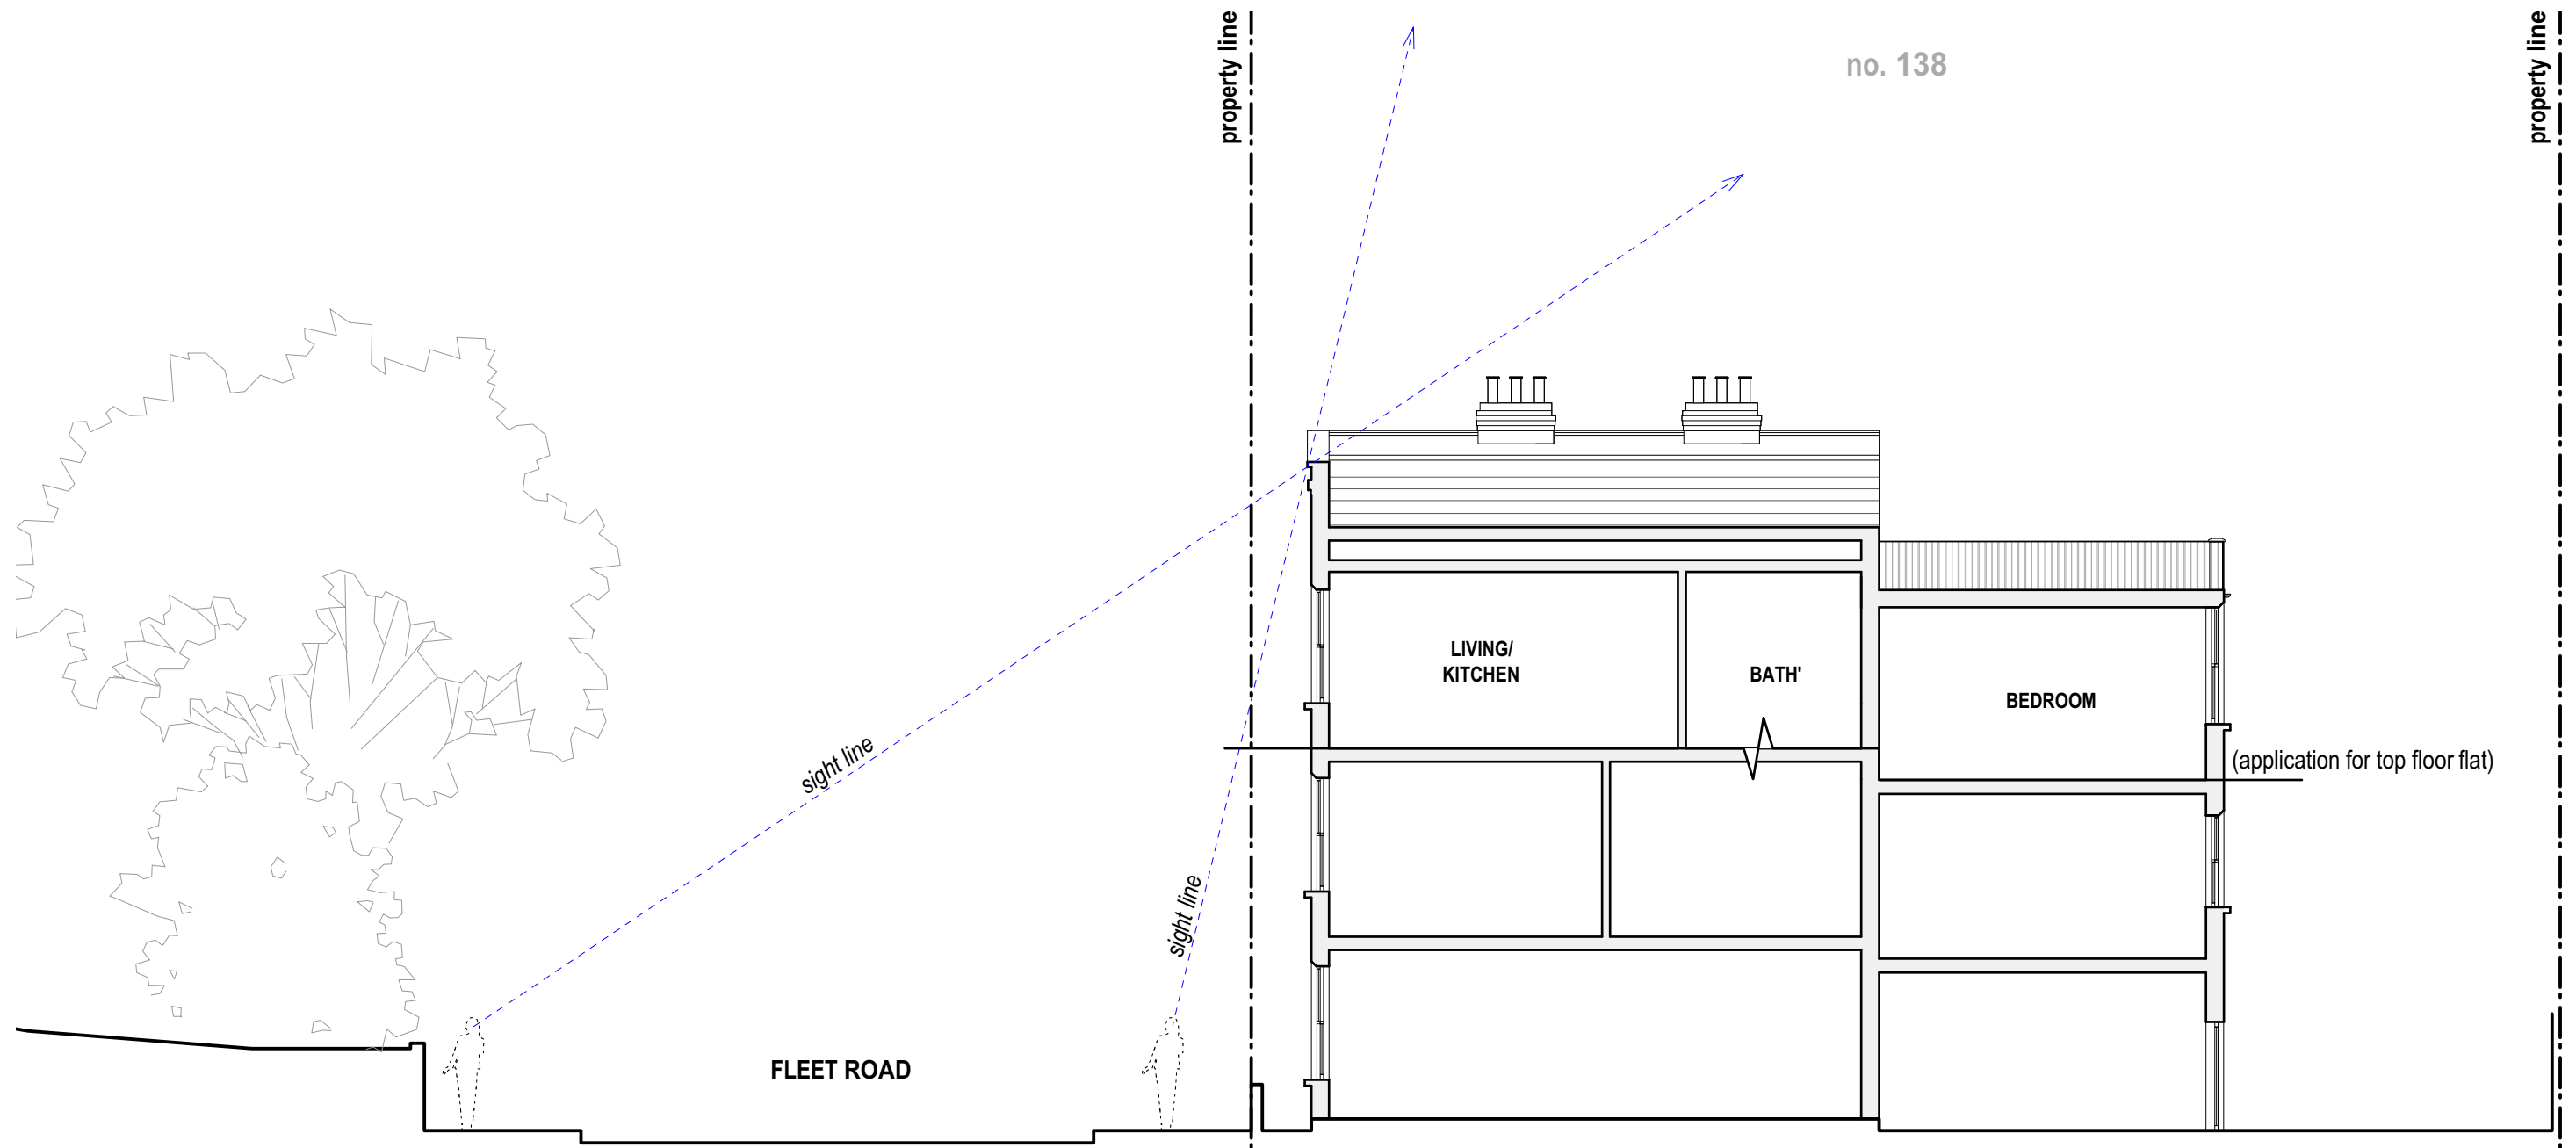 property line
no. 138
property line
LIVING/
KITCHEN
BATH'
BEDROOM
sight line
(application for top floor flat)
sight line
FLEET ROAD